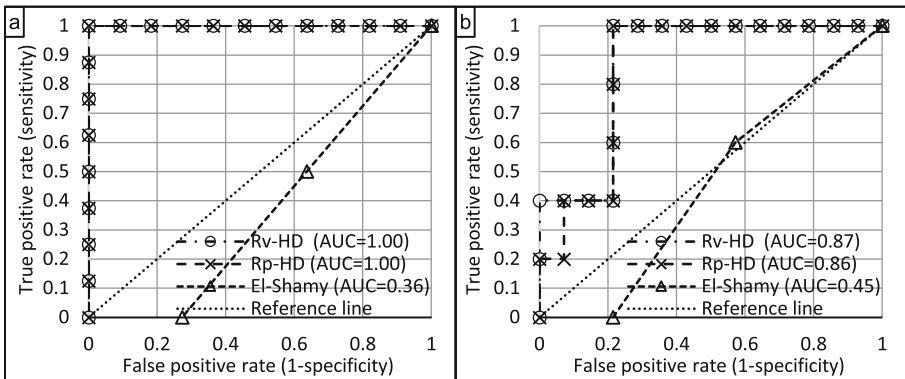 a
True positive rate (sensitivity)
1
0.9
0.8
0.7
0.6
0.5
0.4
0.3
0.2
0.1
0
Rv-HD (AUC=1.00)
Rp-HD (AUC=1.00)
El-Shamy (AUC=0.36)
Reference line
0 0.2 0.4 0.6 0.8 1
False positive rate (1-specificity)
b
True positive rate (sensitivity)
1
0.9
0.8
0.7
0.6
0.5
0.4
0.3
0.2
0.1
0
Rv-HD (AUC=0.87)
Rp-HD (AUC=0.86)
El-Shamy (AUC=0.45)
Reference line
0 0.2 0.4 0.6 0.8 1
False positive rate (1-specificity)